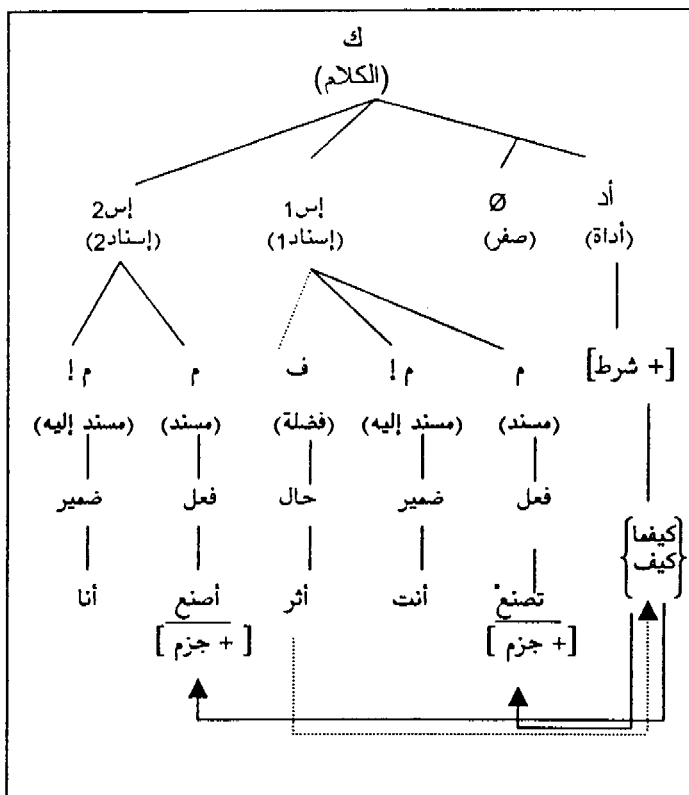 ك
(الكلام)
أد Ø إس1 إس2
(أداة) (صفر) (إسناد1) (إسناد2)
[+ شرط] م م! ف م م!
(مسند) (مسند إليه) (فضلة) (مسند) (مسند إليه)
فعل ضمير حال فعل ضمير
كيفما
كيف
تصنع أنت أثر أصنع أنا
[+ جزم] [+ جزم]